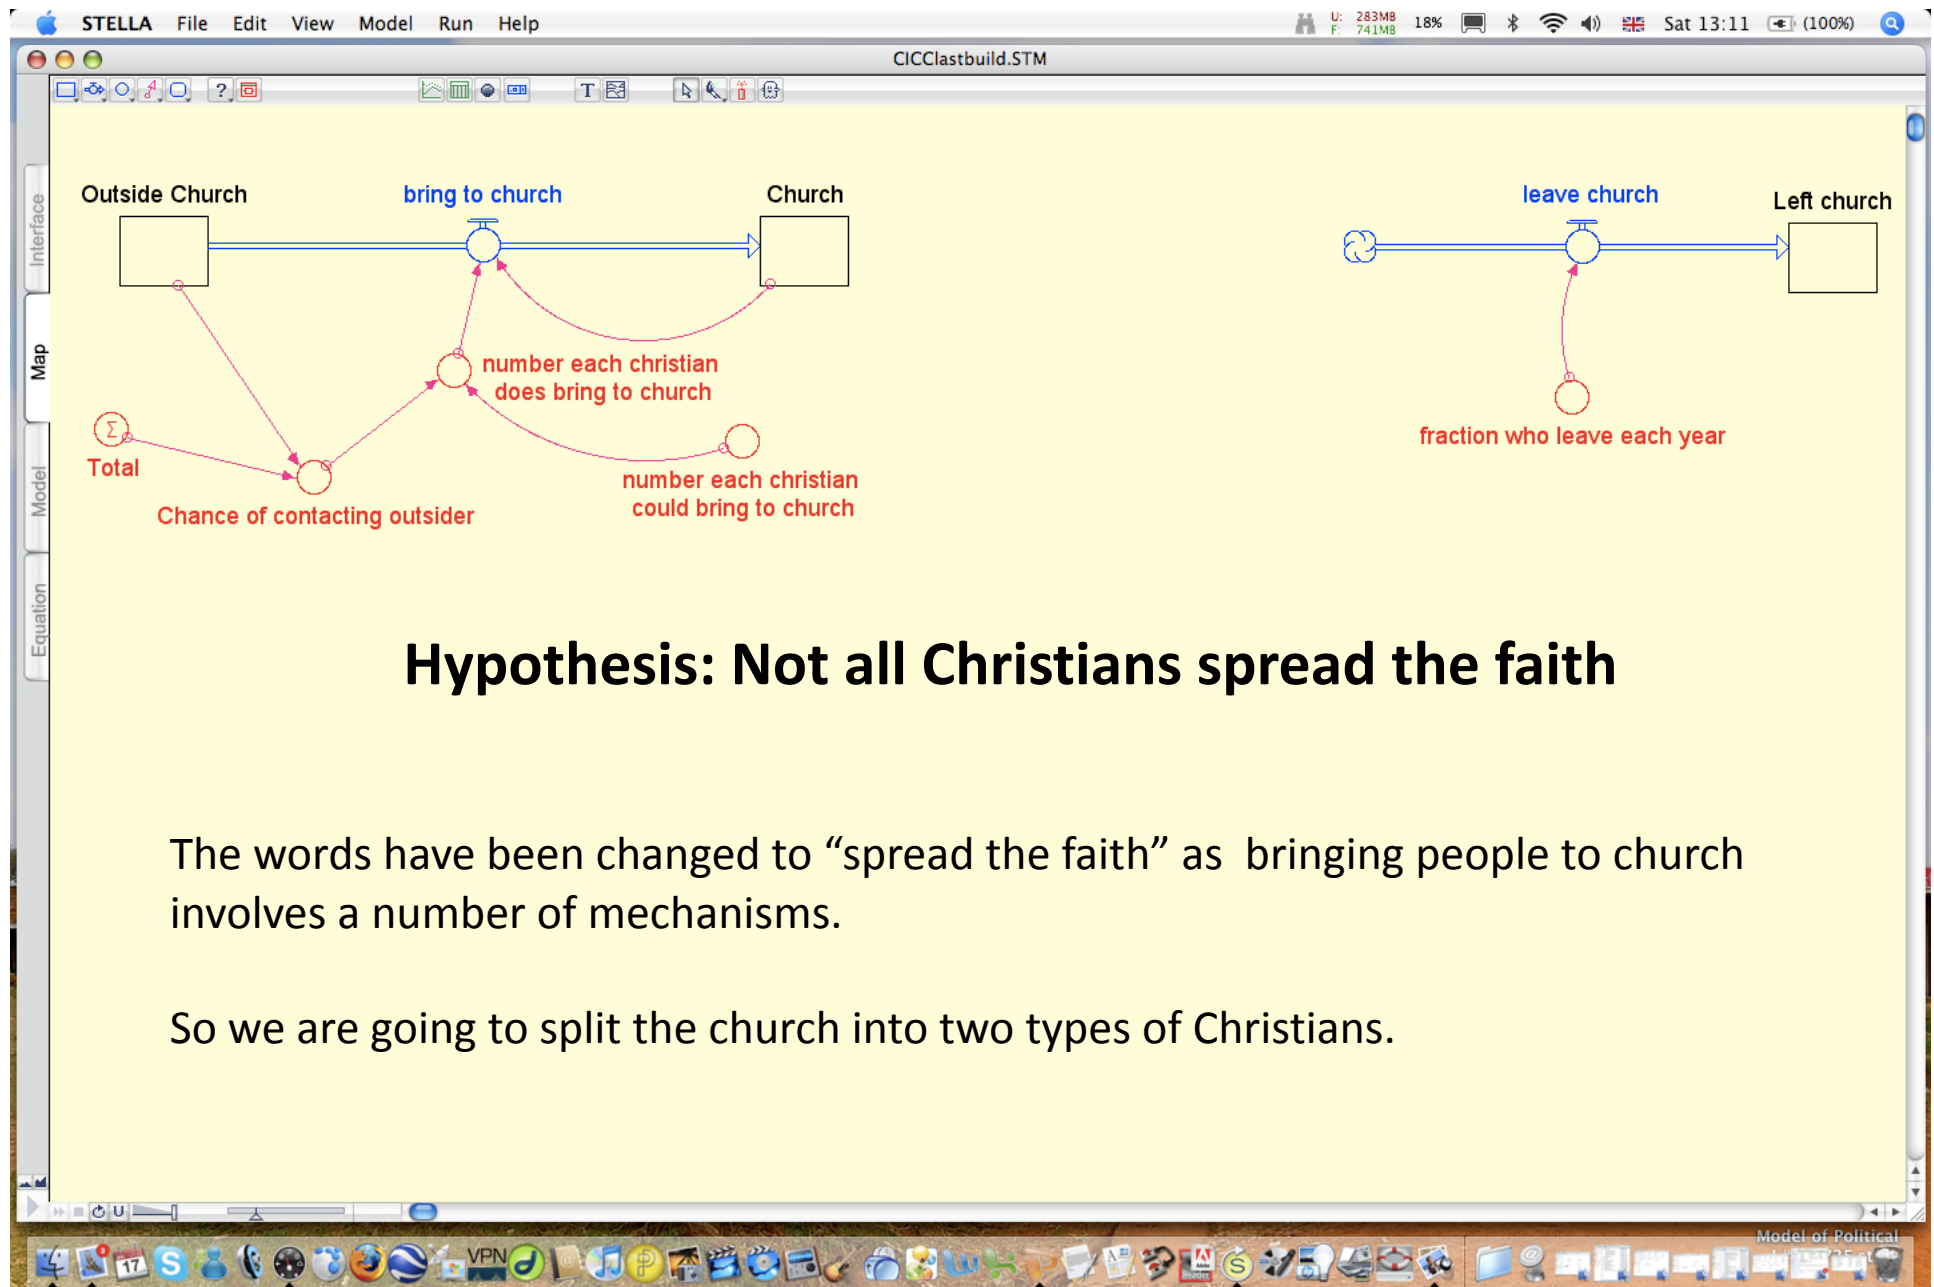 STELLA File Edit View Model Run Help
U: 283MB
F: 741MB
18%
Sat 13:11
(100%)
CICClastbuild.STM
T
?
Interface
Map
Model
Equation
Outside Church
bring to church
Church
leave church
Left church
number each christian
does bring to church
Σ
Total
Chance of contacting outsider
number each christian
could bring to church
fraction who leave each year
Hypothesis: Not all Christians spread the faith
The words have been changed to “spread the faith” as bringing people to church
involves a number of mechanisms.
So we are going to split the church into two types of Christians.
U
Model of Political
17
VPN